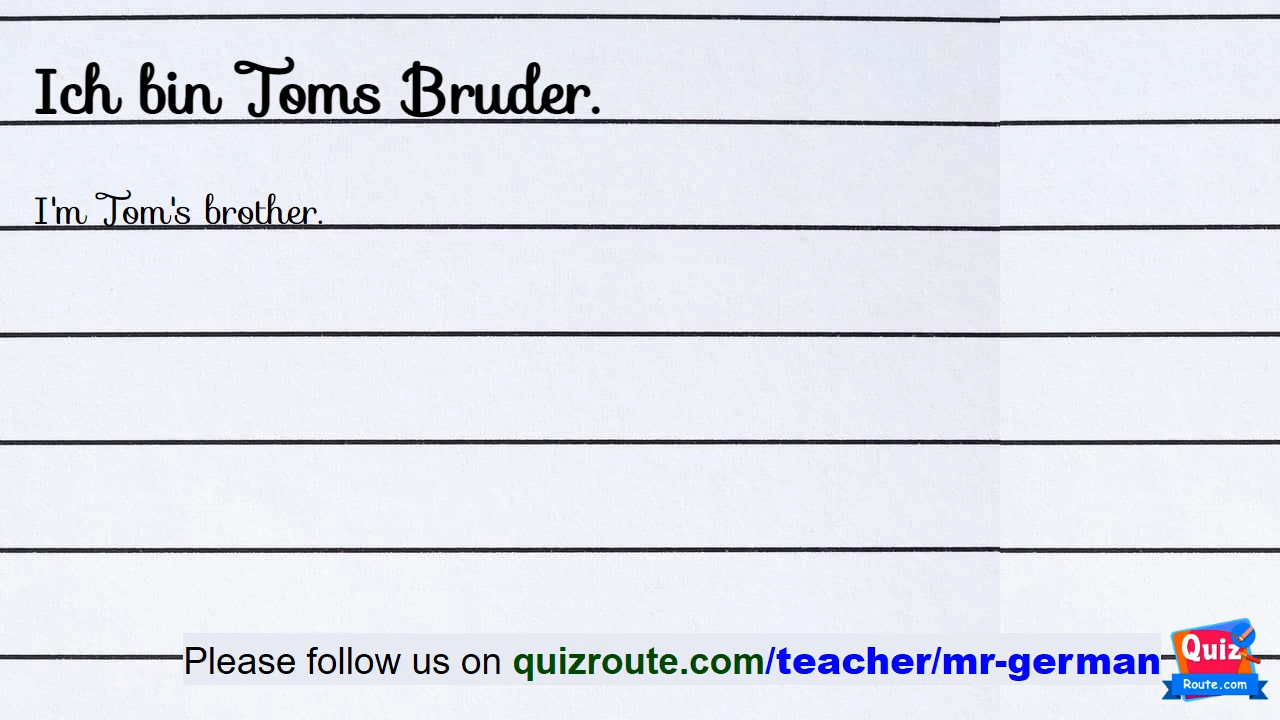 Ich bin Toms Bruder.
I'm Tom's brother.
Please follow us on quizroute.com/teacher/mr-german
Quiz
Route.com